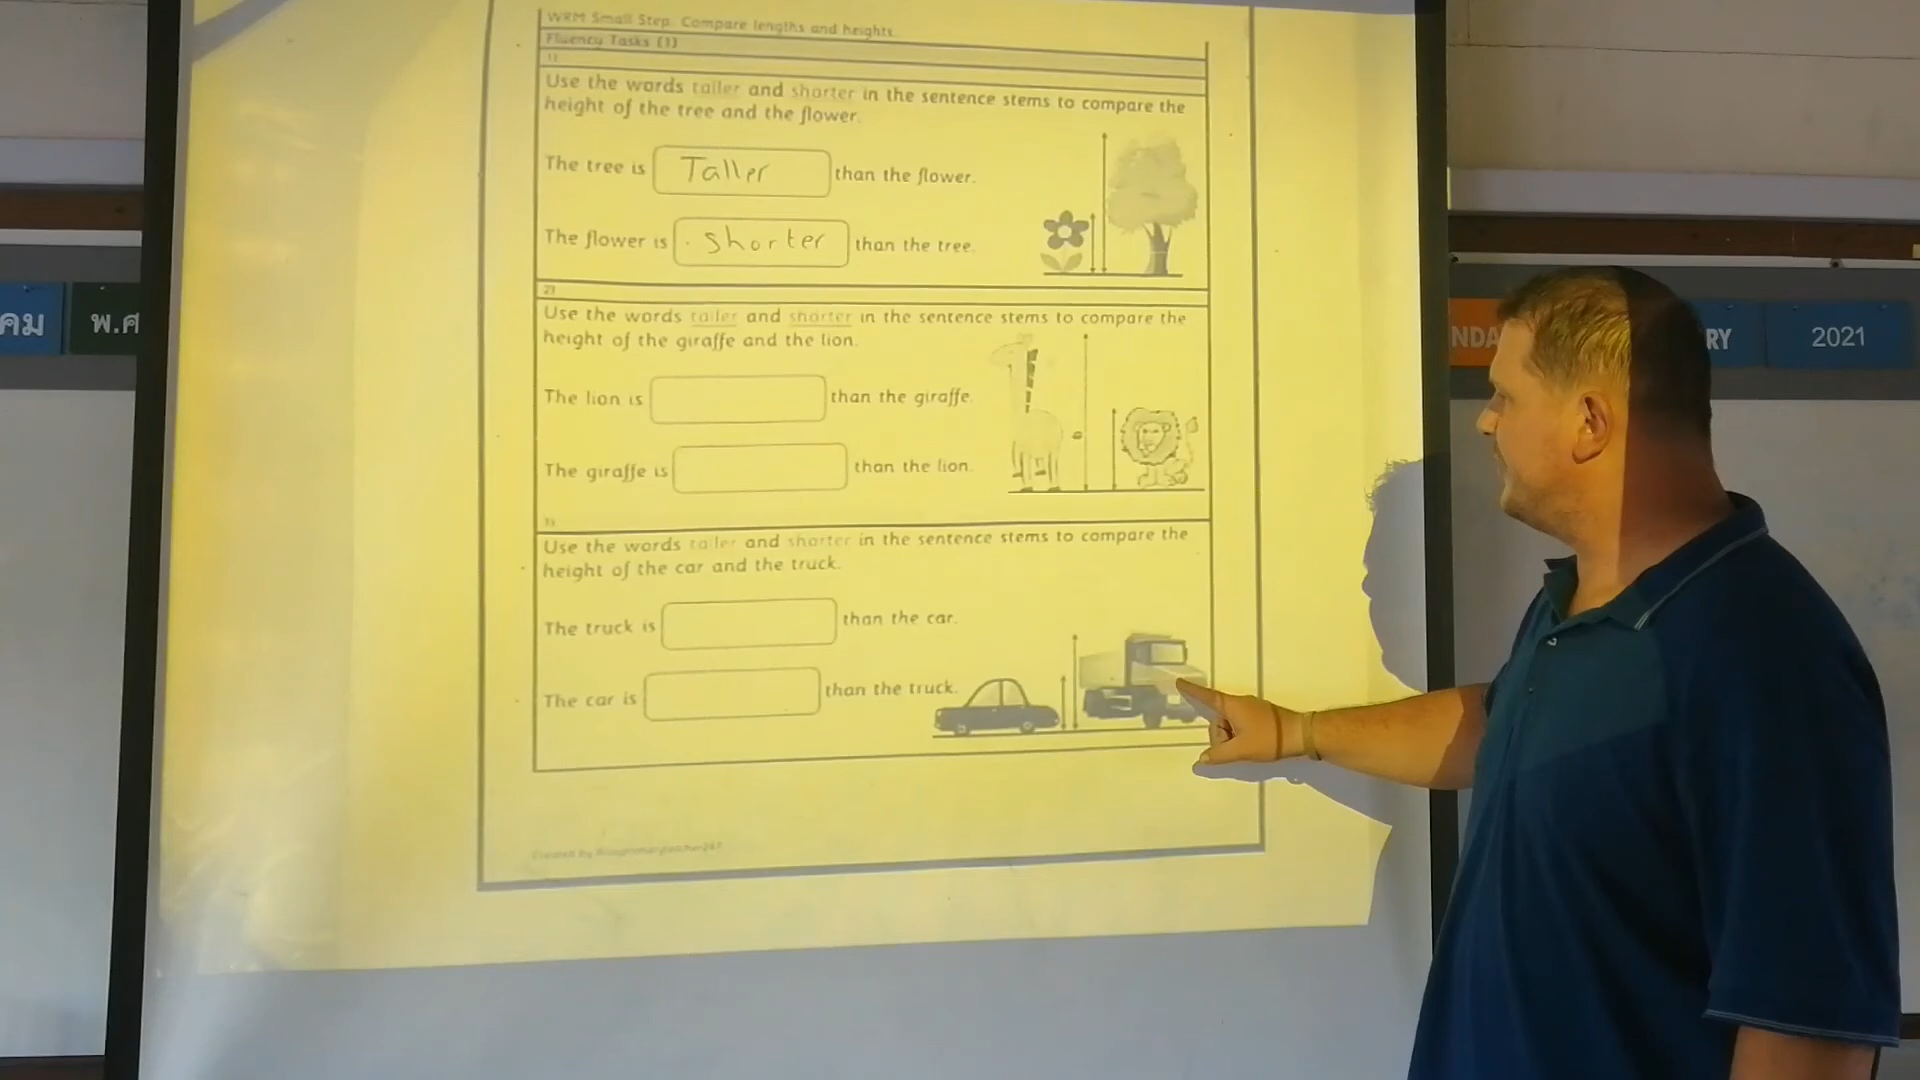 WRM Small Step: Compare lengths and heights.
Fluency Tasks (1)
1)
Use the words taller and shorter in the sentence stems to compare the
height of the tree and the flower.
The tree is Taller than the flower.
The flower is shorter than the tree.
2)
Use the words taller and shorter in the sentence stems to compare the
height of the giraffe and the lion.
The lion is than the giraffe.
The giraffe is than the lion.
3)
Use the words taller and shorter in the sentence stems to compare the
height of the car and the truck.
The truck is than the car.
The car is than the truck.
Created by
คม
พ.ศ
NDA
RY
2021